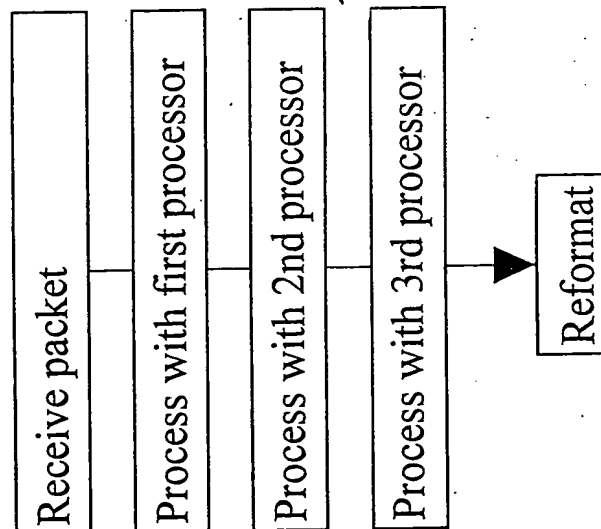 Receive packet
Process with first processor
Process with 2nd processor
Process with 3rd processor
Reformat